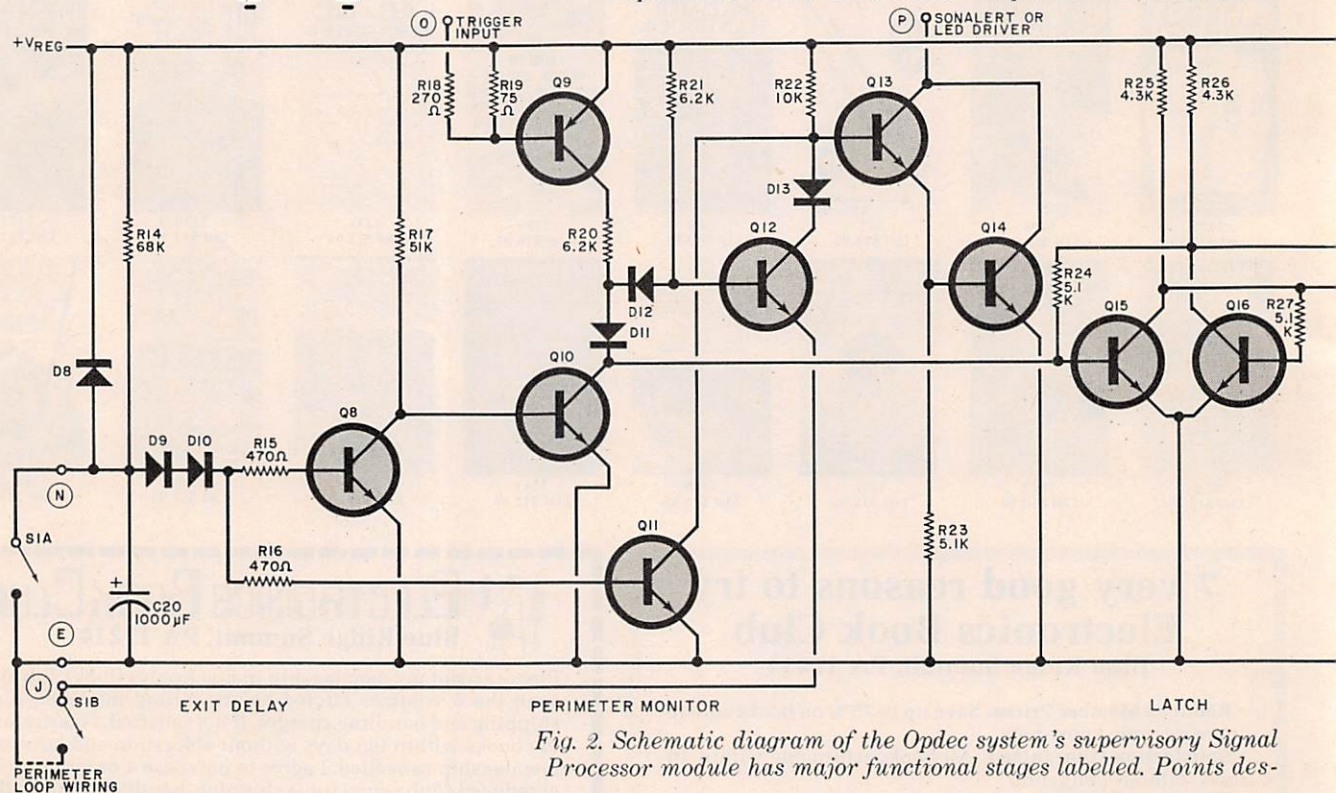 O TRIGGER INPUT
P SONALERT OR LED DRIVER
+VREG
R18 270 Ω
R19 75 Ω
Q9
R21 6.2K
R22 10K
Q13
R25 4.3K
R26 4.3K
R14 68K
R17 51K
R20 6.2K
D13
Q12
Q14
D12
D11
R24 5.1 K
Q15
Q16
R27 5.1 K
D8
Q8
Q10
D9
D10
R15 470Ω
N
Q11
R23 5.1K
S1A
R16 470Ω
+
C20 1000µF
E
J
S1B
EXIT DELAY
PERIMETER MONITOR
LATCH
PERIMETER LOOP WIRING
Fig. 2. Schematic diagram of the Opdec system's supervisory Signal
Processor module has major functional stages labelled. Points des-